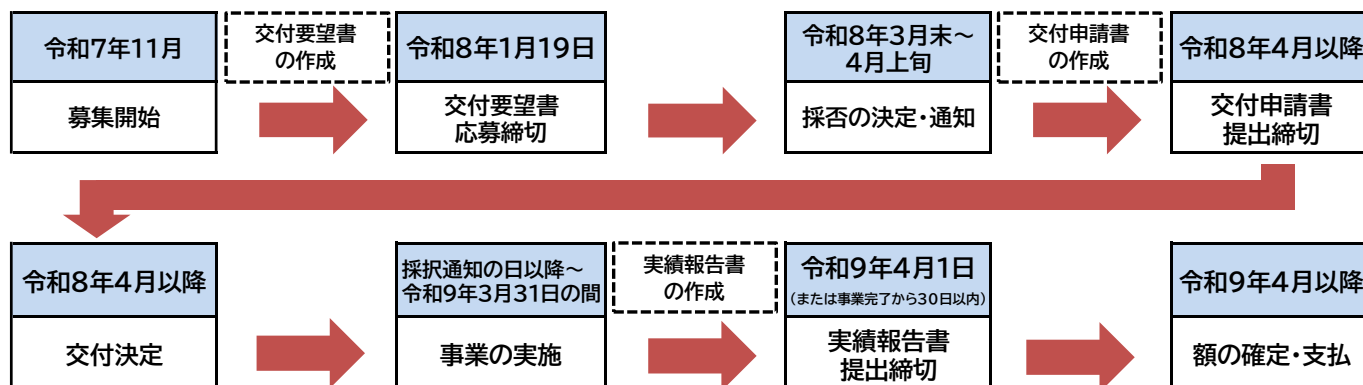 令和7年11月
募集開始
交付要望書
の作成
令和8年1月19日
交付要望書
応募締切
令和8年3月末～
4月上旬
採否の決定・通知
交付申請書
の作成
令和8年4月以降
交付申請書
提出締切
令和8年4月以降
交付決定
採択通知の日以降～
令和9年3月31日の間
事業の実施
実績報告書
の作成
令和9年4月1日
(または事業完了から30日以内)
実績報告書
提出締切
令和9年4月以降
額の確定・支払